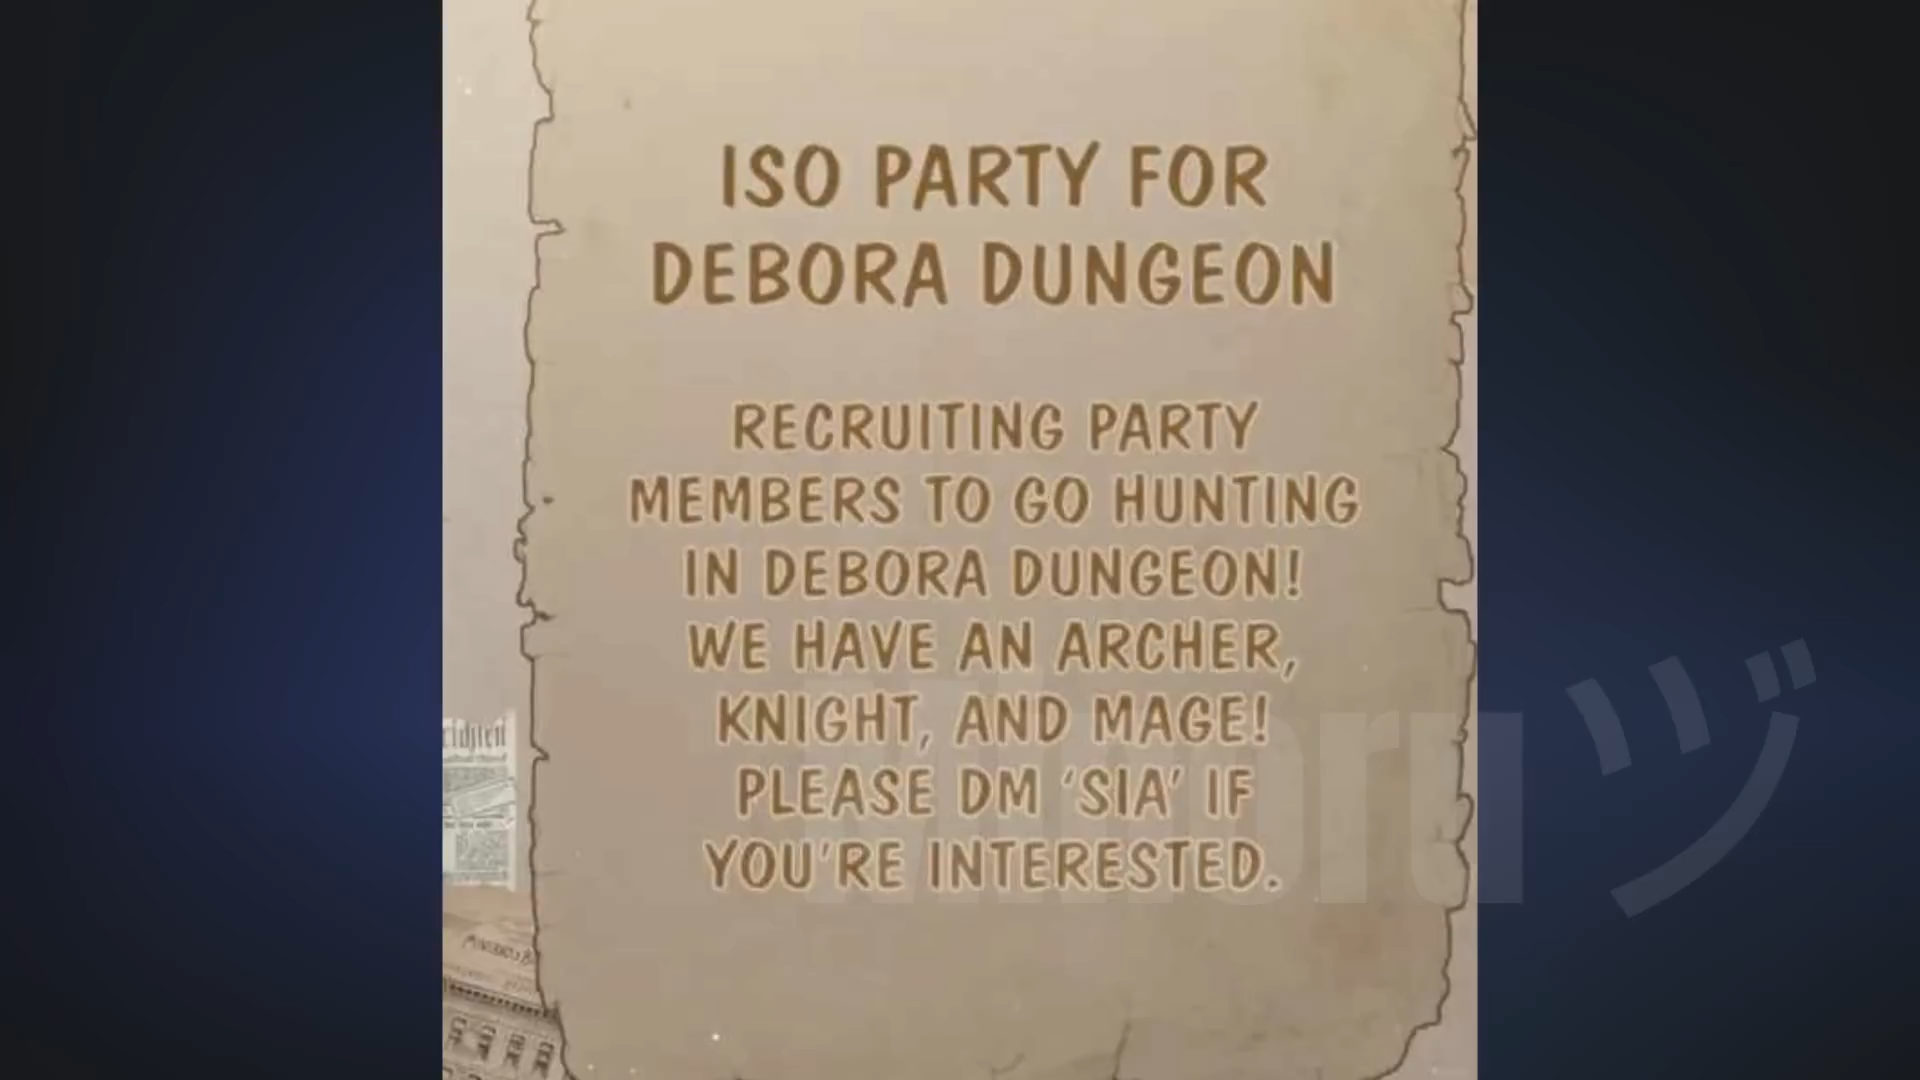 ISO PARTY FOR
DEBORA DUNGEON
RECRUITING PARTY
MEMBERS TO GO HUNTING
IN DEBORA DUNGEON!
WE HAVE AN ARCHER,
KNIGHT, AND MAGE!
PLEASE DM ‘SIA’ IF
YOU’RE INTERESTED.